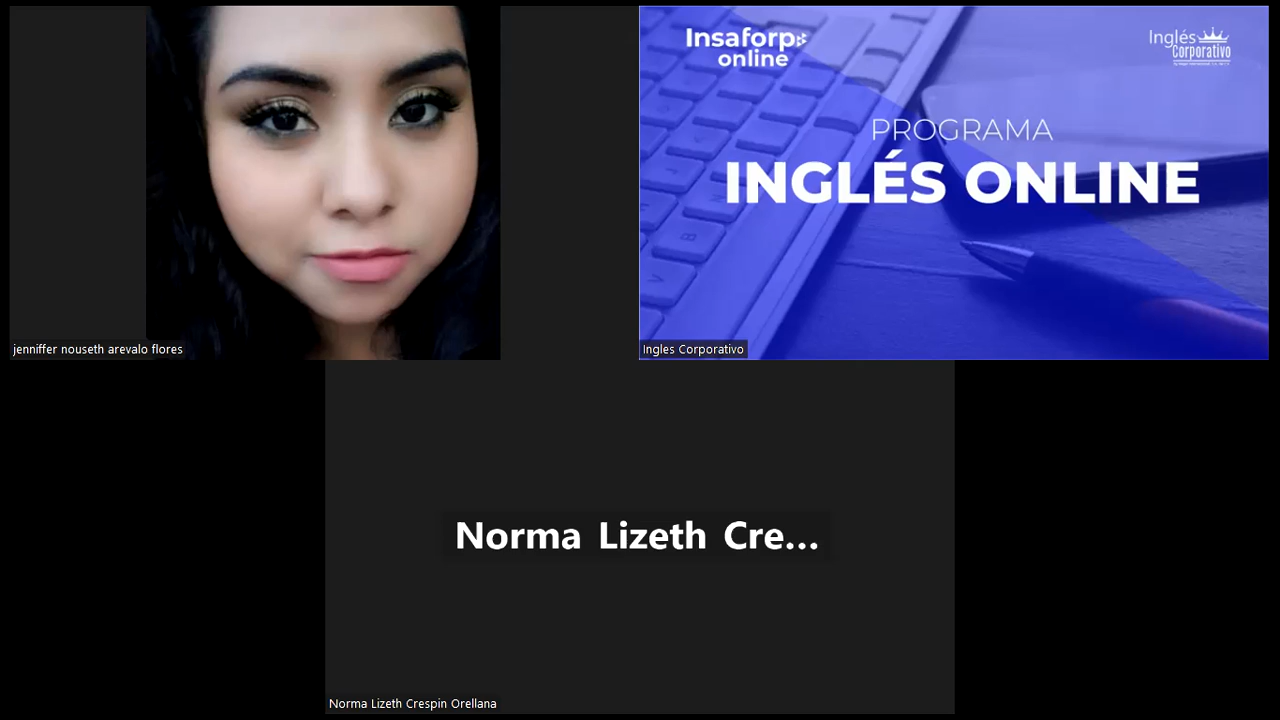 jenniffer nouseth arevalo flores
Insaforp
online
Inglés
Corporativo
PROGRAMA
INGLÉS ONLINE
Ingles Corporativo
Norma Lizeth Cre...
Norma Lizeth Crespin Orellana